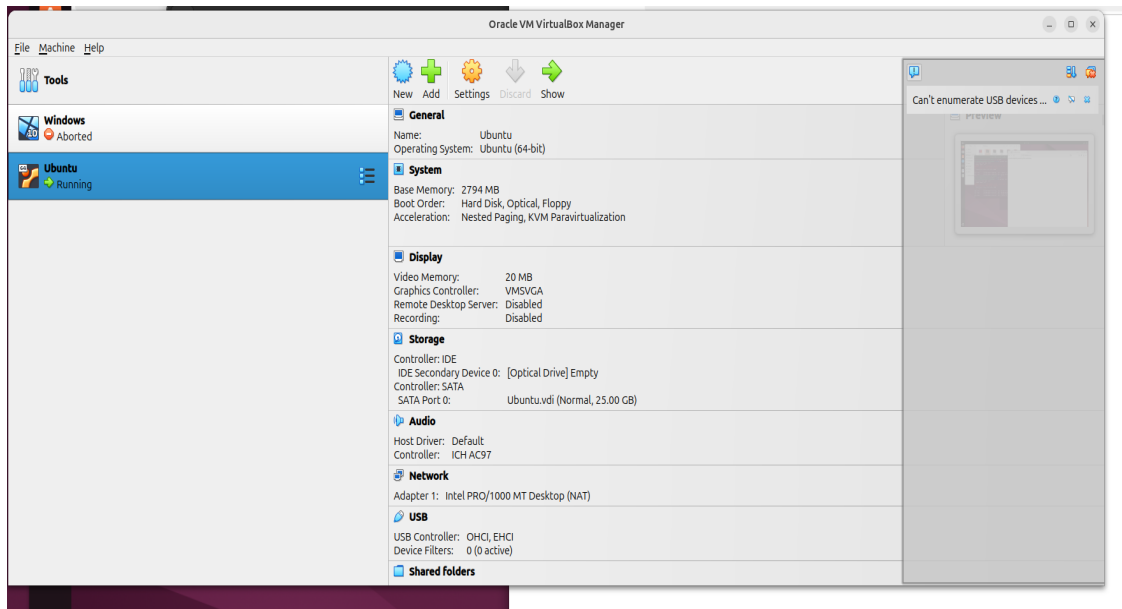 Oracle VM VirtualBox Manager
File Machine Help
Tools
Windows
Aborted
Ubuntu
Running
New Add Settings Discard Show
General
Name: Ubuntu
Operating System: Ubuntu (64-bit)
System
Base Memory: 2794 MB
Boot Order: Hard Disk, Optical, Floppy
Acceleration: Nested Paging, KVM Paravirtualization
Display
Video Memory: 20 MB
Graphics Controller: VMSVGA
Remote Desktop Server: Disabled
Recording: Disabled
Storage
Controller: IDE
IDE Secondary Device 0: [Optical Drive] Empty
Controller: SATA
SATA Port 0: Ubuntu.vdi (Normal, 25.00 GB)
Audio
Host Driver: Default
Controller: ICH AC97
Network
Adapter 1: Intel PRO/1000 MT Desktop (NAT)
USB
USB Controller: OHCI, EHCI
Device Filters: 0 (0 active)
Shared folders
Can't enumerate USB devices ...
Preview